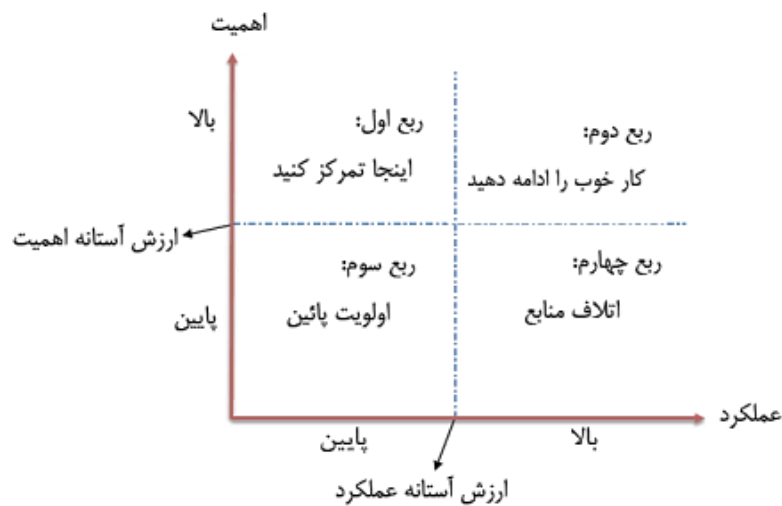 اهمیت
بالا
ربع اول:
اینجا تمرکز کنید
ربع دوم:
کار خوب را ادامه دهید
ارزش آستانه اهمیت
پایین
ربع سوم:
اولویت پائین
ربع چهارم:
اتلاف منابع
عملکرد
پایین
بالا
ارزش آستانه عملکرد